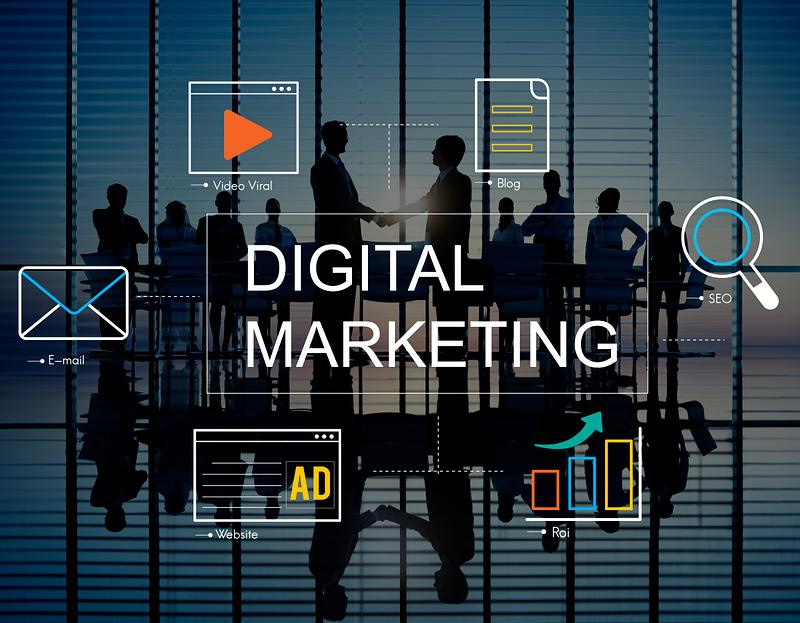 Video Viral
Blog
DIGITAL
MARKETING
SEO
E-mail
AD
Website
Roi